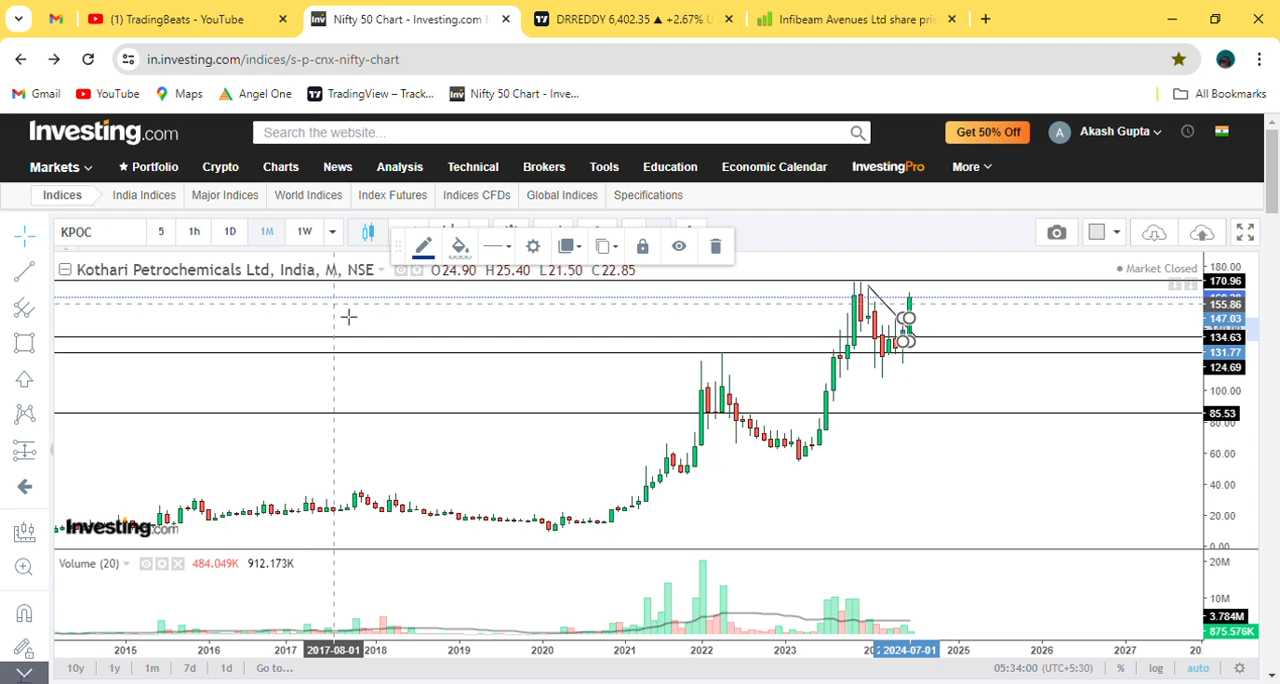 (1) TradingBeats - YouTube
Nifty 50 Chart - Investing.com I
DRREDDY 6,402.35 ▲ +2.67% U
Infibeam Avenues Ltd share pri
in.investing.com/indices/s-p-cnx-nifty-chart
Gmail
YouTube
Maps
Angel One
TradingView – Track...
Nifty 50 Chart - Inve...
All Bookmarks
Investing.com
Search the website...
Get 50% Off
A
Akash Gupta
Markets
Portfolio
Crypto
Charts
News
Analysis
Technical
Brokers
Tools
Education
Economic Calendar
InvestingPro
More
Indices
India Indices
Major Indices
World Indices
Index Futures
Indices CFDs
Global Indices
Specifications
KPOC
5
1h
1D
1M
1W
Kothari Petrochemicals Ltd, India, M, NSE
O24.90 H25.40 L21.50 C22.85
Market Closed
180.00
170.96
155.86
147.03
134.63
131.77
124.69
100.00
85.53
80.00
60.00
40.00
20.00
0.00
Investing.com
Volume (20)
484.049K
912.173K
20M
10M
3.784M
875.576K
2015
2016
2017
2017-08-01
2018
2019
2020
2021
2022
2023
2024-07-01
2025
2026
2027
10y
1y
1m
7d
1d
Go to...
05:34:00 (UTC+5:30)
%
log
auto